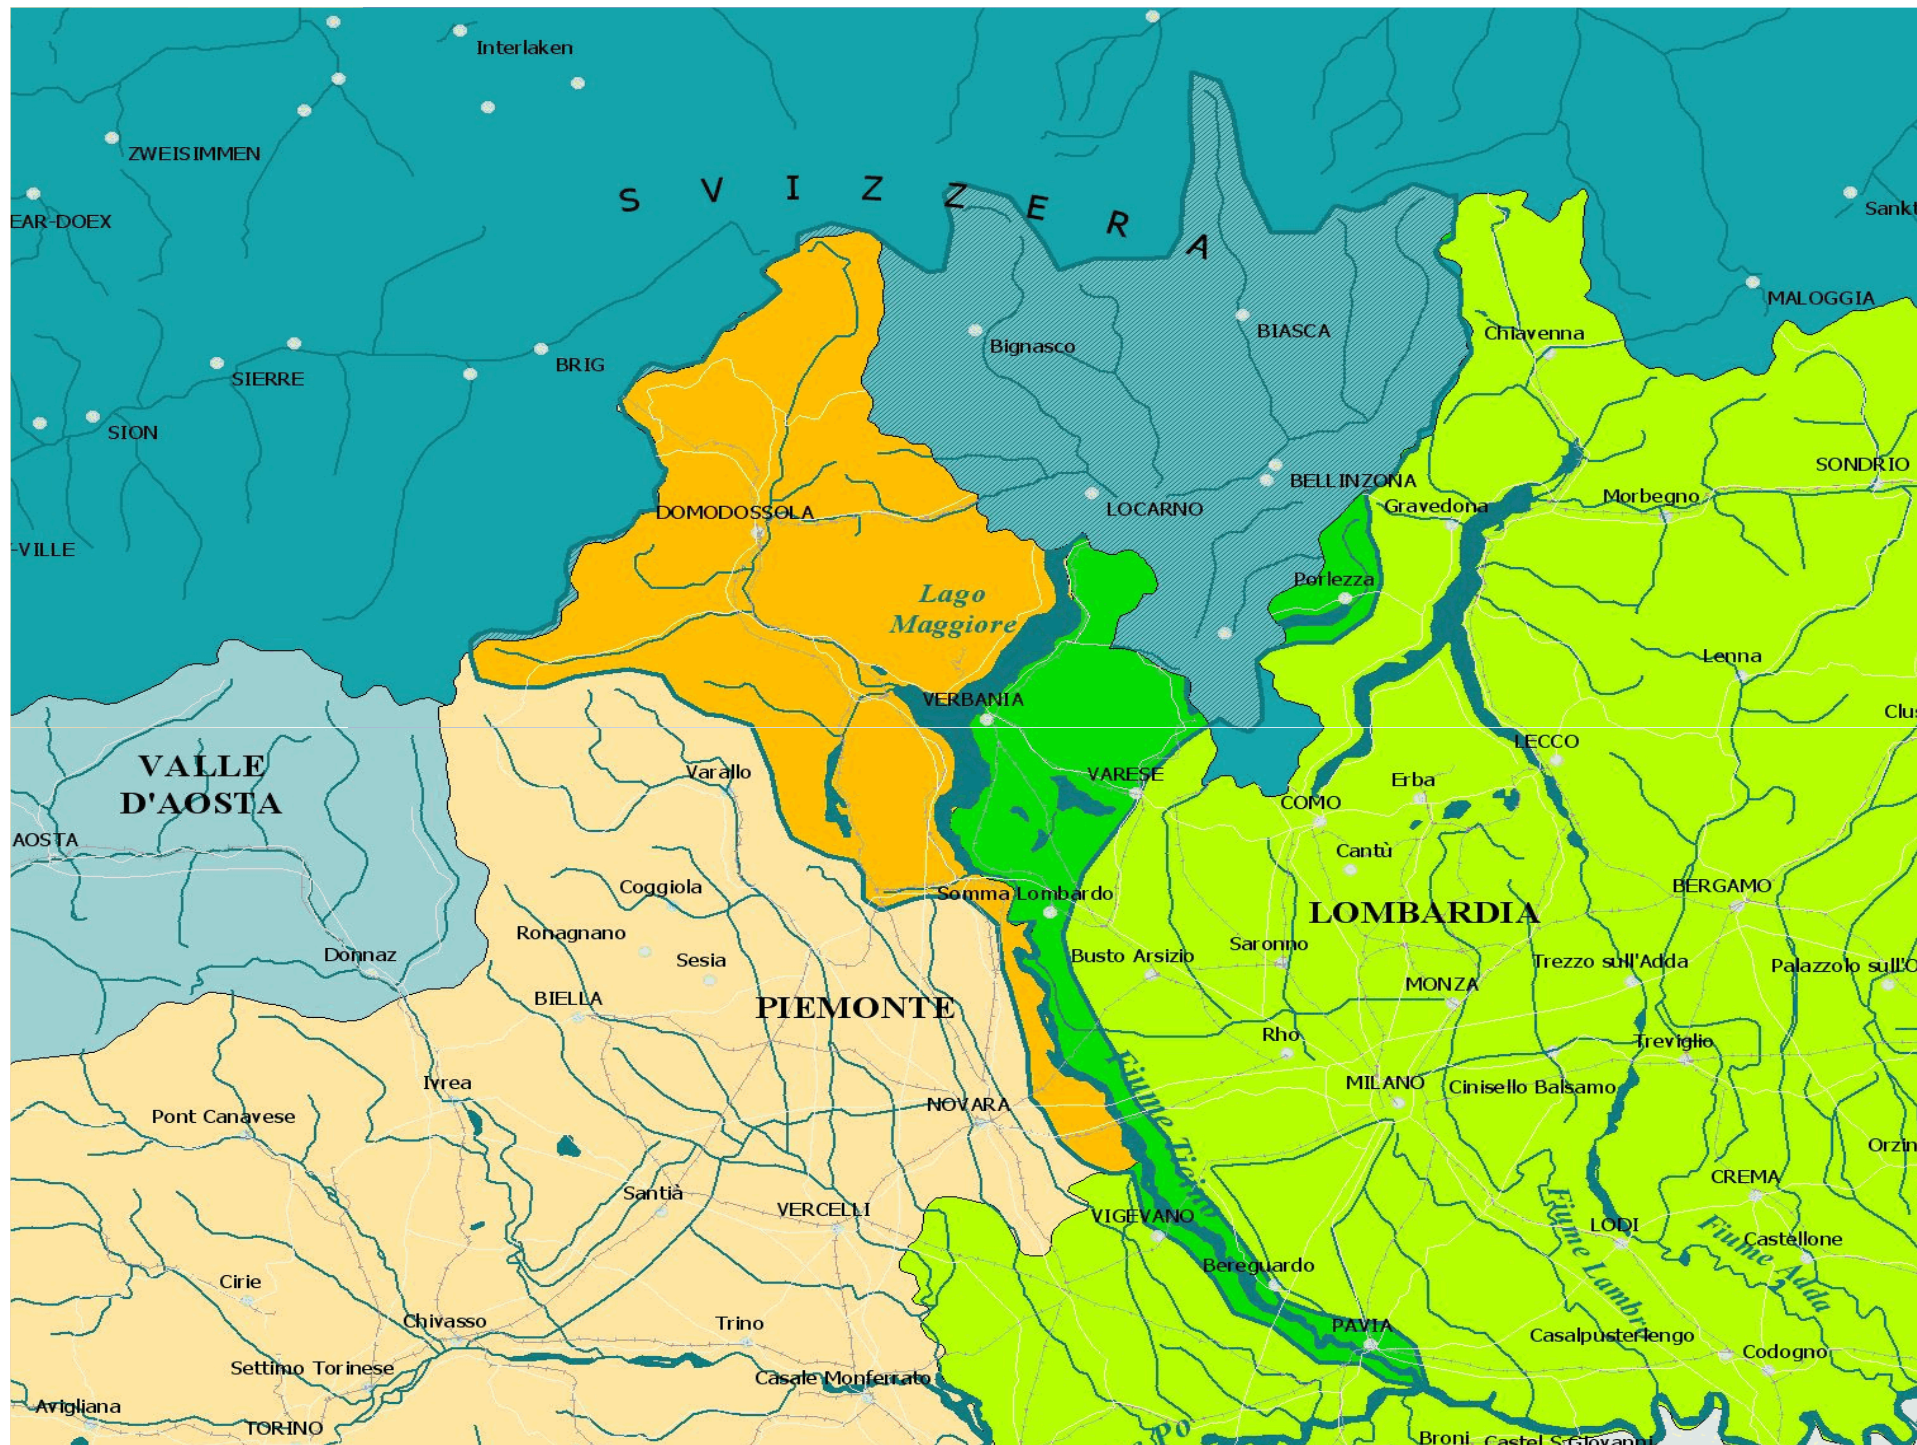 Interlaken
ZWEISIMMEN
S V I Z Z E R A
EAR-DOEX
Sankt
MALOGGIA
Chiavenna
BIASCA
Bignasco
BRIG
SIERRE
SION
SONDRIO
BELLINZONA
Morbegno
Gravedona
LOCARNO
DOMODOSSOLA
-VILLE
Porlezza
Lago
Maggiore
Lenna
VERBANIA
Clus
LECCO
VALLE
D'AOSTA
Varallo
VARESE
Erba
COMO
AOSTA
Cantù
Coggiola
Somma Lombardo
BERGAMO
LOMBARDIA
Ronagnano
Saronno
Donnaz
Sesia
Busto Arsizio
Trezzo sull'Adda
Palazzolo sull'O
MONZA
BIELLA
PIEMONTE
Rho
Treviglio
Ivrea
MILANO
Cinisello Balsamo
NOVARA
Pont Canavese
Fiume Ticino
Orzin
CREMA
Santià
VERCELLI
VIGEVANO
LODI
Fiume Lambr
Fiume Adda
Castellone
Bereguardo
Cirie
Chivasso
Trino
PAVIA
Casalpusterlengo
Codogno
Settimo Torinese
Casale Monferrato
Avigliana
TORINO
Po
Broni
Castel S Giovanni